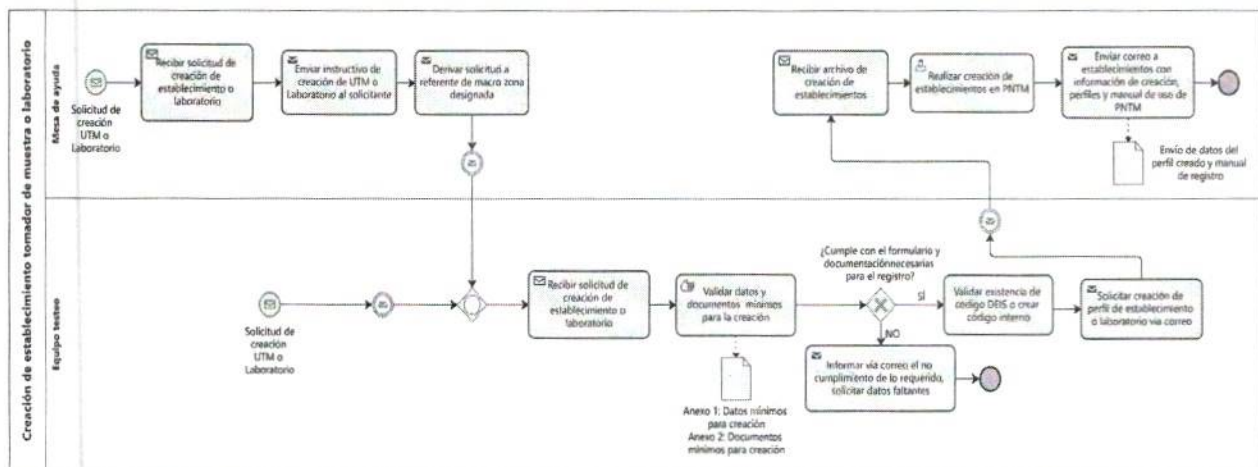 Creación de establecimiento tomador de muestra o laboratorio
Mesa de ayuda
Solicitud de
creación
UTM o
Laboratorio
Recibir solicitud de
creación de
establecimiento o
laboratorio
Enviar instructivo de
creación de UTM o
Laboratorio al solicitante
Derivar solicitud a
referente de macro zona
designada
Recibir archivo de
creación de
establecimientos
Realizar creación de
establecimientos en PNTM
Enviar correo a
establecimientos con
información de creación,
perfiles y manual de uso de
PNTM
Envío de datos del
perfil creado y manual
de registro
Equipo testeo
Solicitud de
creación
UTM o
Laboratorio
Recibir solicitud de
creación de
establecimiento o
laboratorio
Validar datos y
documentos mínimos
para la creación
Anexo 1: Datos mínimos
para creación
Anexo 2: Documentos
mínimos para creación
¿Cumple con el formulario y
documentaciónnecesarias
para el registro?
SÍ
NO
Informar vía correo el no
cumplimiento de lo requerido,
solicitar datos faltantes
Validar existencia de
código DEIS o crear
código interno
Solicitar creación de
perfil de establecimiento
o laboratorio via correo